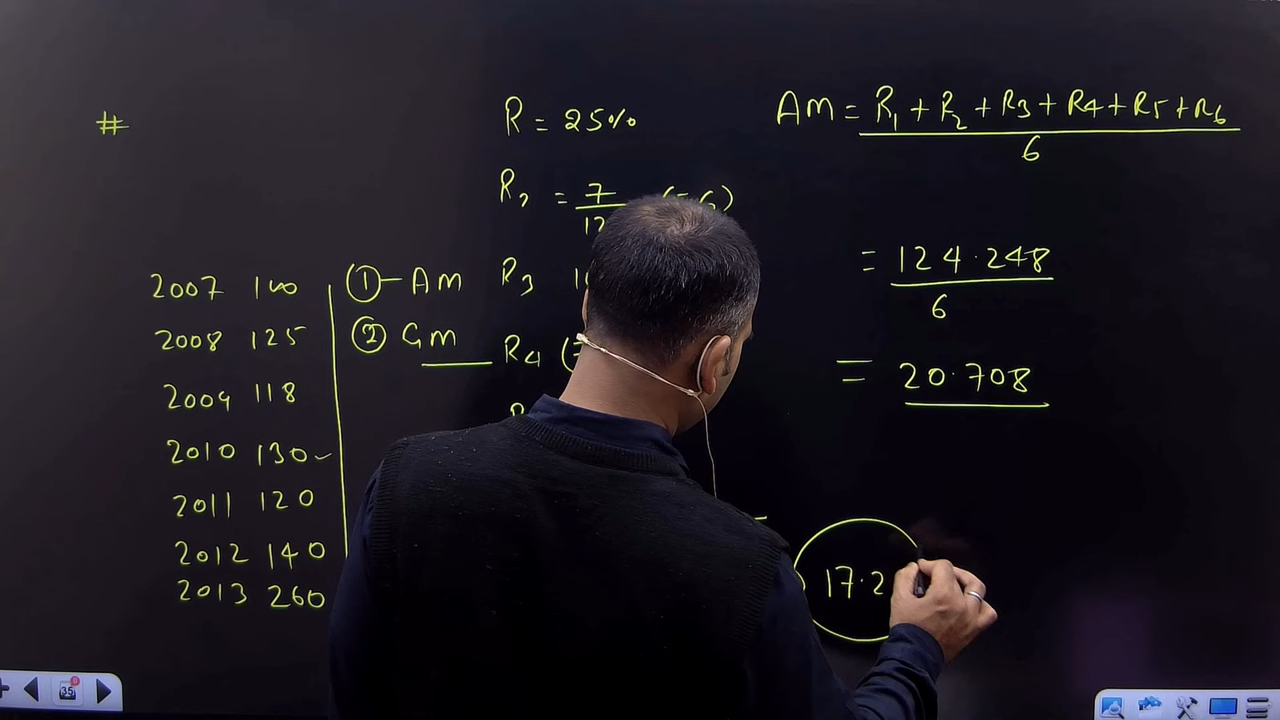 #
2007 100
2008 125
2009 118
2010 130
2011 120
2012 140
2013 260
① AM
② GM
R = 25%
R2 = 7
R3
R4
AM = R1 + R2 + R3 + R4 + R5 + R6
6
= 124.248
6
= 20.708
17.2
35